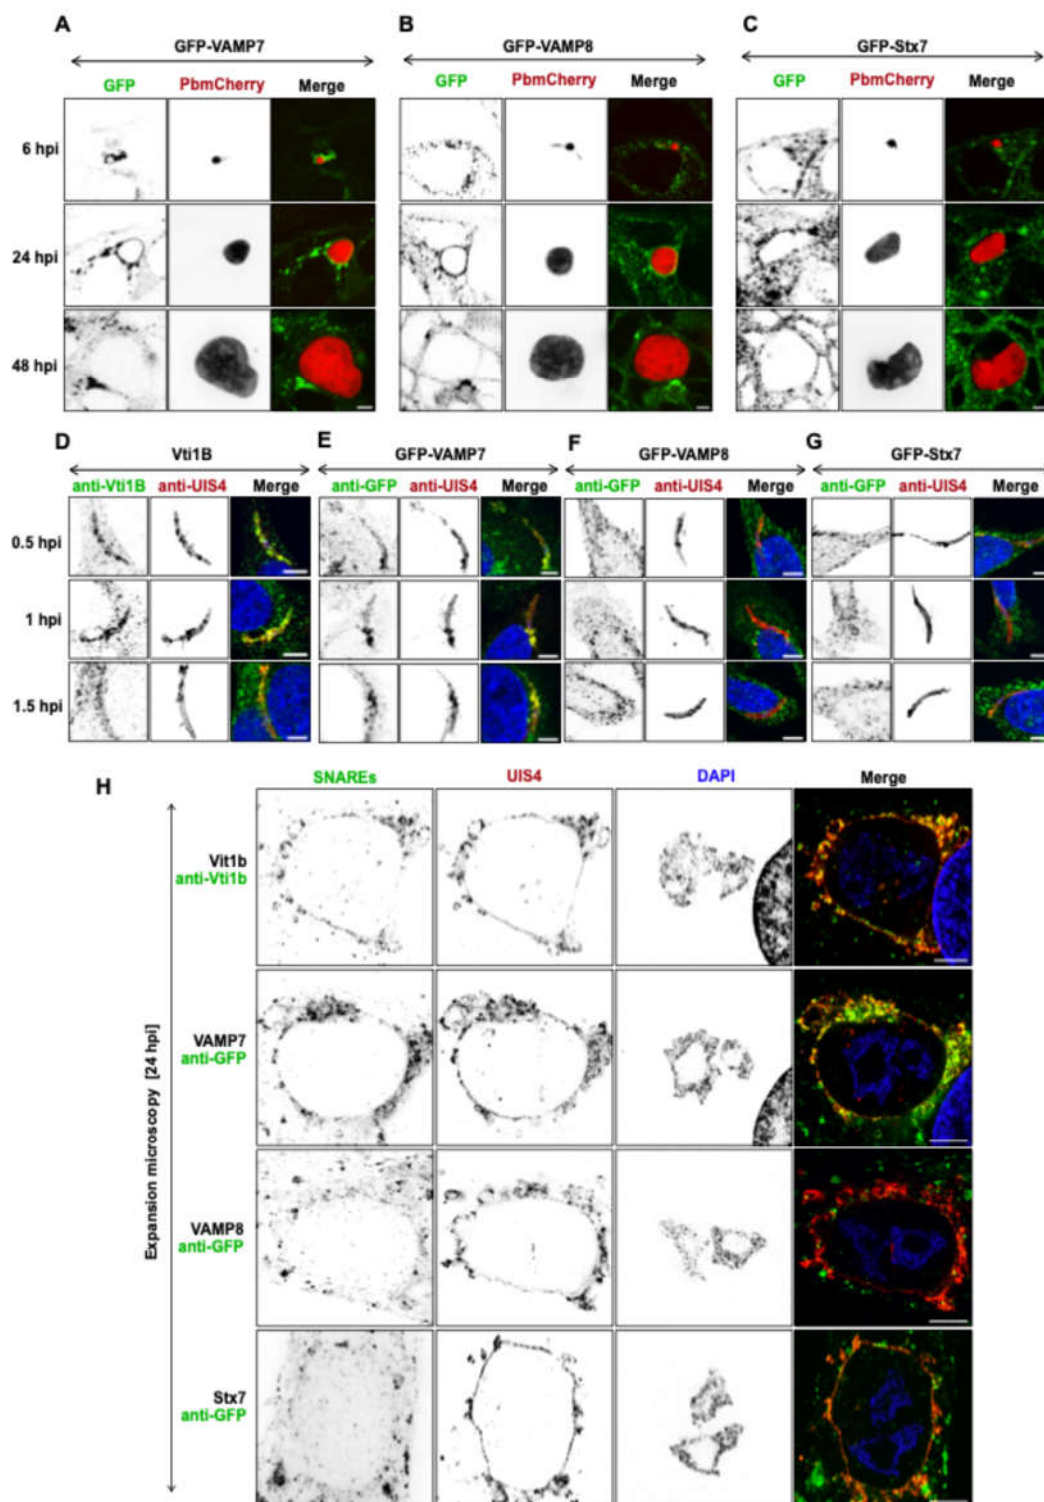 A
B
C
GFP-VAMP7
GFP-VAMP8
GFP-Stx7
GFP PbmCherry Merge
GFP PbmCherry Merge
GFP PbmCherry Merge
6 hpi
24 hpi
48 hpi
D
E
F
G
Vti1B
GFP-VAMP7
GFP-VAMP8
GFP-Stx7
anti-Vti1B anti-UIS4 Merge
anti-GFP anti-UIS4 Merge
anti-GFP anti-UIS4 Merge
anti-GFP anti-UIS4 Merge
0.5 hpi
1 hpi
1.5 hpi
H
SNAREs UIS4 DAPI Merge
Expansion microscopy [24 hpi]
Vit1b
anti-Vti1b
VAMP7
anti-GFP
VAMP8
anti-GFP
Stx7
anti-GFP